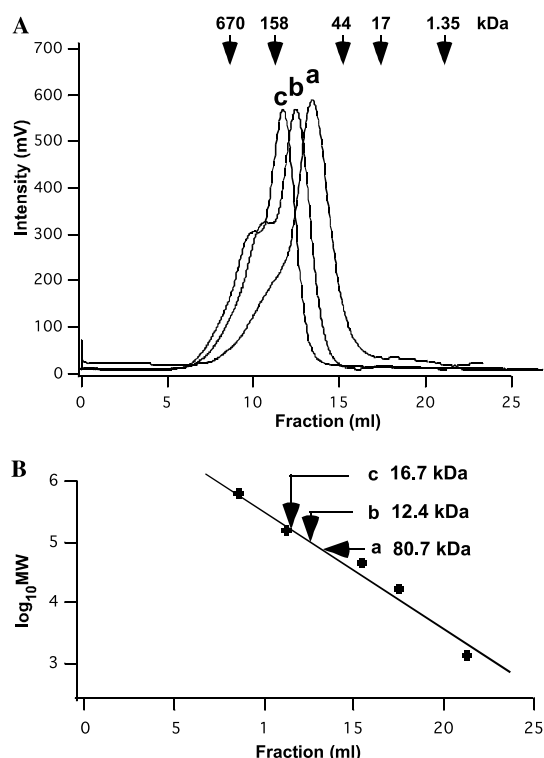 A
670 158 44 17 1.35 kDa
700
600
500
400
300
200
100
0
Intensity (mV)
c b a
0 5 10 15 20 25
Fraction (ml)
B
6
5
4
3
log10MW
c 16.7 kDa
b 12.4 kDa
a 80.7 kDa
0 5 1 15 20 25
Fraction (ml)